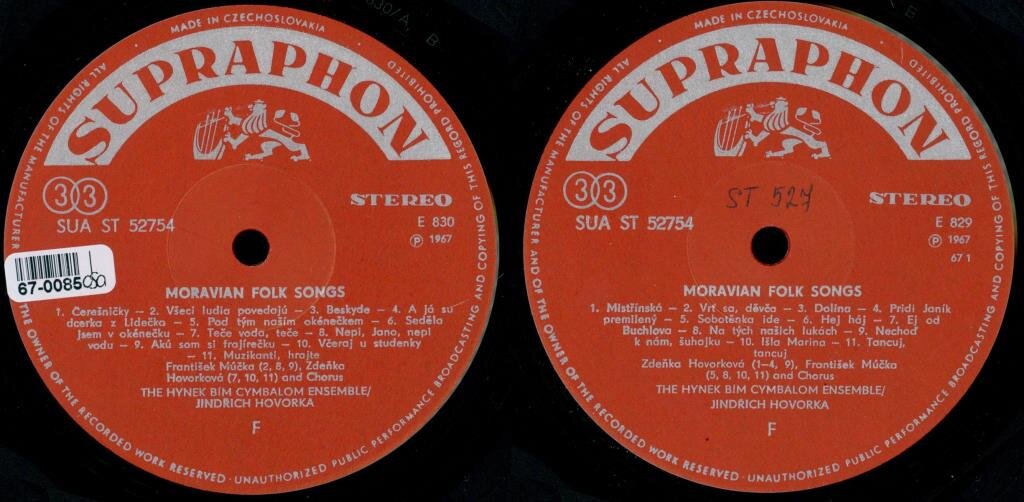 830/A, B
MADE IN CZECHOSLOVAKIA
ALL RIGHTS OF THE MANUFACTURER AND OF THE OWNER OF THE RECORDED WORK RESERVED · UNAUTHORIZED PUBLIC PERFORMANCE BROADCASTING AND COPYING OF THIS RECORD PROHIBITED
SUPRAPHON
33
STEREO
SUA ST 52754
E 830
Ⓟ 1967
67-0085
MORAVIAN FOLK SONGS
1. Čerešničky – 2. Všeci ludia povedajú – 3. Beskyde – 4. A já su
dcerka z Lidečka – 5. Pod tým naším okénečkem – 6. Seděla
jsem v okénečku – 7. Teče voda, teče – 8. Nepi, Jano, nepi
vodu – 9. Akú som si frajírečku – 10. Včeraj u studenky
– 11. Muzikanti, hrajte
František Múčka (2, 8, 9), Zdeňka
Hovorková (7, 10, 11) and Chorus
THE HYNEK BÍM CYMBALOM ENSEMBLE/
JINDŘICH HOVORKA
F
E
MADE IN CZECHOSLOVAKIA
ALL RIGHTS OF THE MANUFACTURER AND OF THE OWNER OF THE RECORDED WORK RESERVED · UNAUTHORIZED PUBLIC PERFORMANCE BROADCASTING AND COPYING OF THIS RECORD PROHIBITED
SUPRAPHON
33
ST 527
STEREO
SUA ST 52754
E 829
Ⓟ 1967
67 1
MORAVIAN FOLK SONGS
1. Mistřínská – 2. Vrť sa, děvča – 3. Dolina – 4. Pridi Janík
premilený – 5. Sobotěnka ide – 6. Hej háj – 7. Ej od
Buchlova – 8. Na tých našich lukách – 9. Nechoď
k nám, šuhajku – 10. Išla Marina – 11. Tancuj,
tancuj
Zdeňka Hovorková (1–4, 9), František Múčka
(5, 8, 10, 11) and Chorus
THE HYNEK BÍM CYMBALOM ENSEMBLE/
JINDŘICH HOVORKA
F